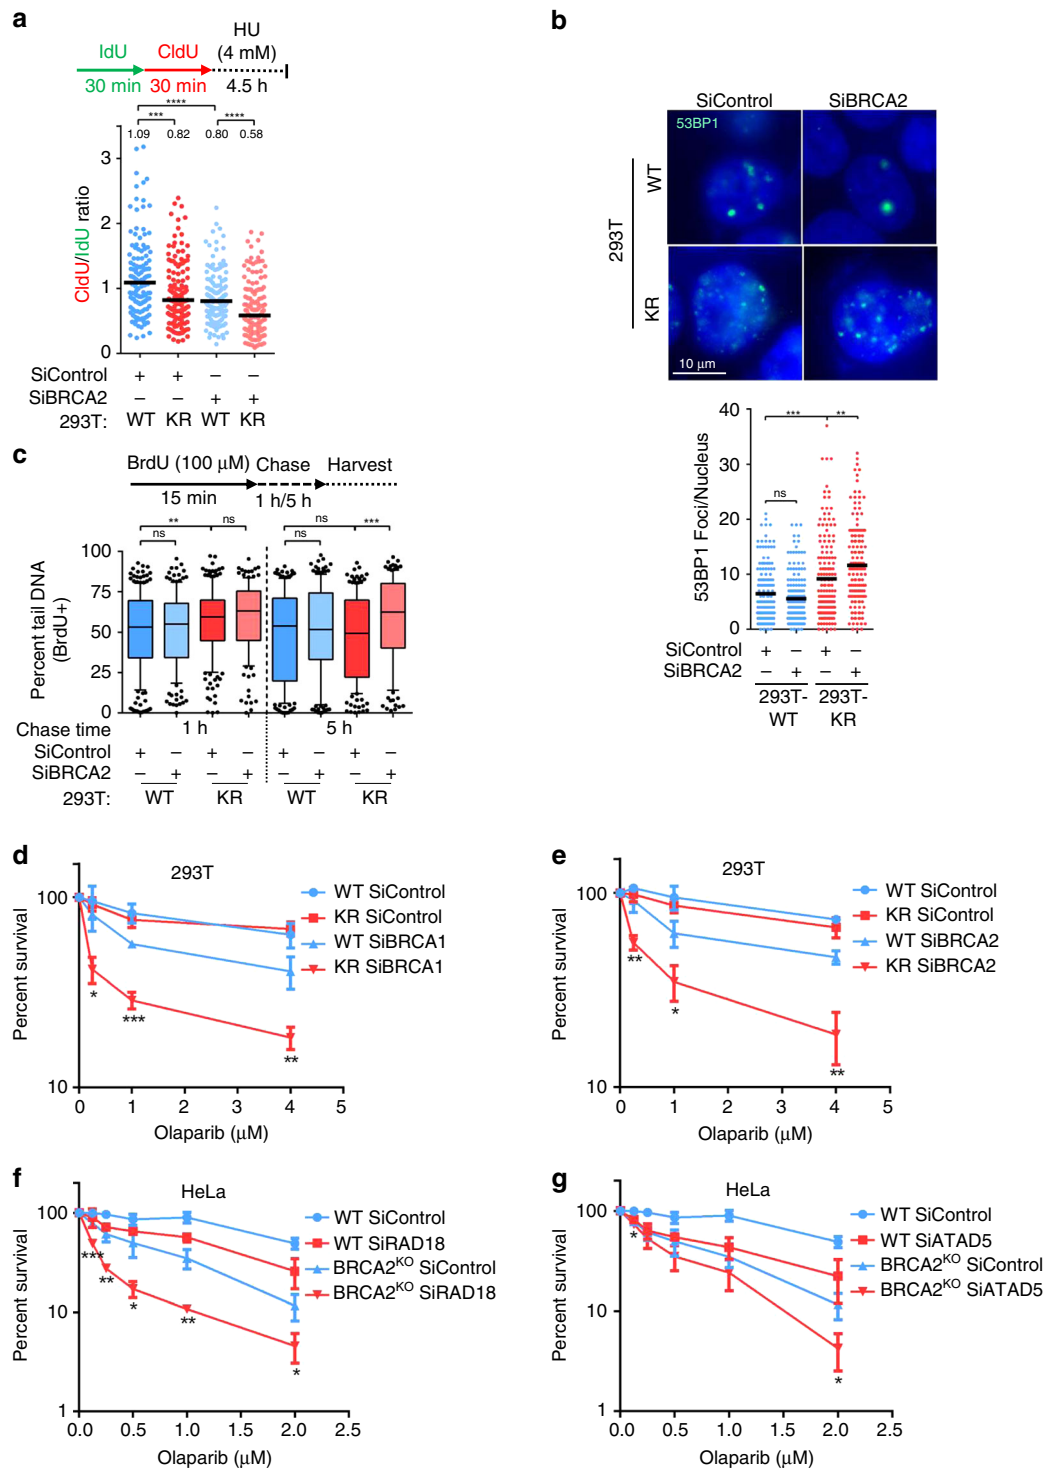 a
IdU CldU HU (4 mM)
30 min 30 min 4.5 h
**** 
*** ****
1.09 0.82 0.80 0.58
CldU/IdU ratio
3
2
1
0
SiControl + + – –
SiBRCA2 – – + +
293T: WT KR WT KR
b
SiControl SiBRCA2
53BP1
293T
WT
KR
10 µm
53BP1 Foci/Nucleus
40
30
20
10
0
*** **
ns
SiControl + – + –
SiBRCA2 – + – +
293T-WT 293T-KR
c
BrdU (100 µM) Chase Harvest
15 min 1 h/5 h
** ns ns ***
ns ns
Percent tail DNA (BrdU+)
100
75
50
25
0
Chase time 1 h 5 h
SiControl + – + – + – + –
SiBRCA2 – + – + – + – +
293T: WT KR WT KR
d
293T
Percent survival
100
10
WT SiControl
KR SiControl
WT SiBRCA1
KR SiBRCA1
* *** **
0 1 2 3 4 5
Olaparib (µM)
e
293T
Percent survival
100
10
WT SiControl
KR SiControl
WT SiBRCA2
KR SiBRCA2
** * **
0 1 2 3 4 5
Olaparib (µM)
f
HeLa
Percent survival
100
10
1
WT SiControl
WT SiRAD18
BRCA2KO SiControl
BRCA2KO SiRAD18
*** ** * ** *
0.0 0.5 1.0 1.5 2.0 2.5
Olaparib (µM)
g
HeLa
Percent survival
100
10
1
WT SiControl
WT SiATAD5
BRCA2KO SiControl
BRCA2KO SiATAD5
* *
0.0 0.5 1.0 1.5 2.0 2.5
Olaparib (µM)